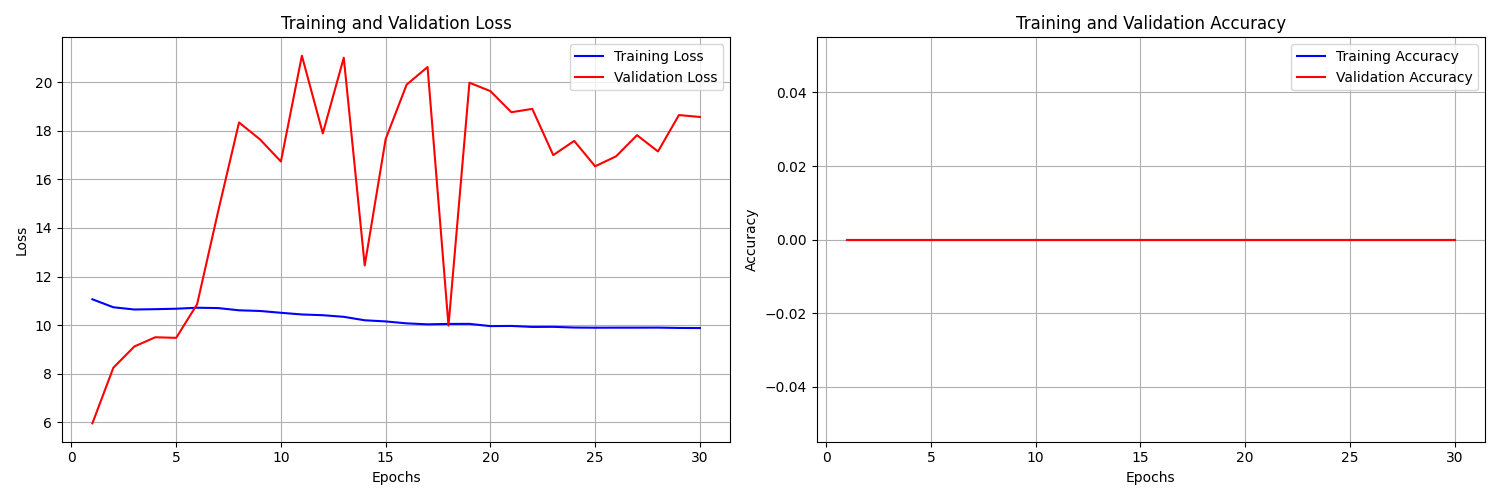 Training and Validation Loss
Training Loss
Validation Loss
20
18
16
14
12
10
8
6
Loss
0 5 10 15 20 25 30
Epochs
Training and Validation Accuracy
Training Accuracy
Validation Accuracy
0.04
0.02
0.00
−0.02
−0.04
Accuracy
0 5 10 15 20 25 30
Epochs